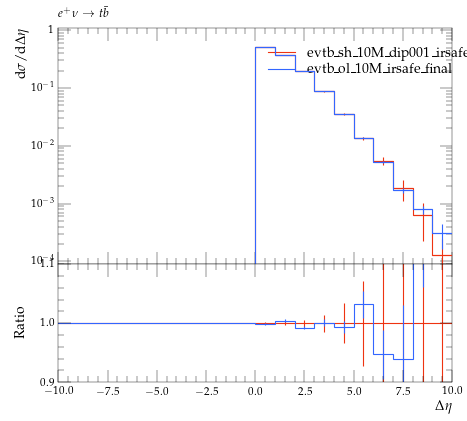 e⁺ν → tb̄
dσ/dΔη
evtb_sh_10M_dip001_irsafe
evtb_ol_10M_irsafe_final
1
10⁻¹
10⁻²
10⁻³
10⁻⁴
1.1
Ratio
1.0
0.9
−10.0 −7.5 −5.0 −2.5 0.0 2.5 5.0 7.5 10.0
Δη